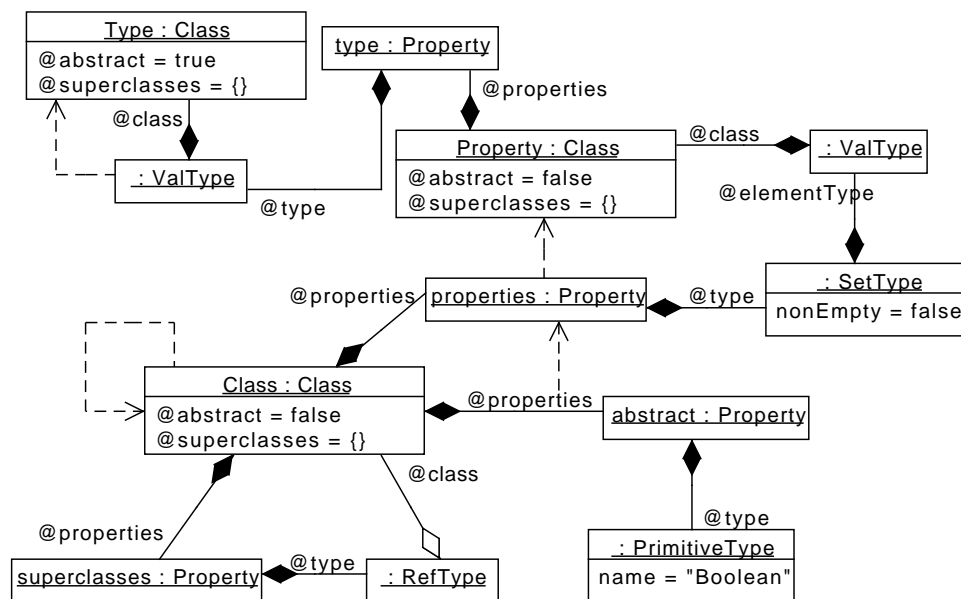 Type : Class
type : Property
@abstract = true
@superclasses = {}
@properties
@class
@class
Property : Class
: ValType
: ValType
@abstract = false
@type
@elementType
@superclasses = {}
: SetType
@properties
properties : Property
@type
nonEmpty = false
Class : Class
@properties
@abstract = false
abstract : Property
@superclasses = {}
@class
@properties
@type
@type
: PrimitiveType
superclasses : Property
: RefType
name = "Boolean"